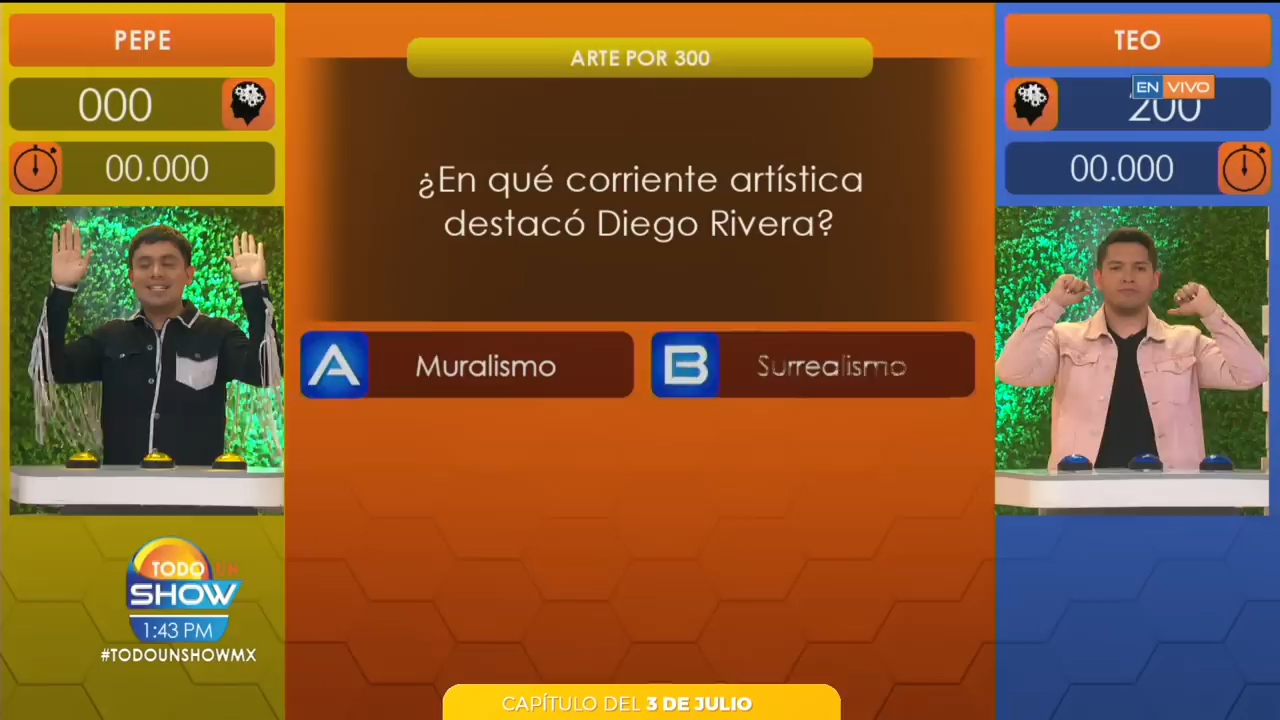 PEPE
000
00.000
ARTE POR 300
¿En qué corriente artística
destacó Diego Rivera?
A Muralismo
B Surrealismo
TEO
EN VIVO
200
00.000
TODO UN
SHOW
1:43 PM
#TODOUNSHOWMX
CAPÍTULO DEL 3 DE JULIO